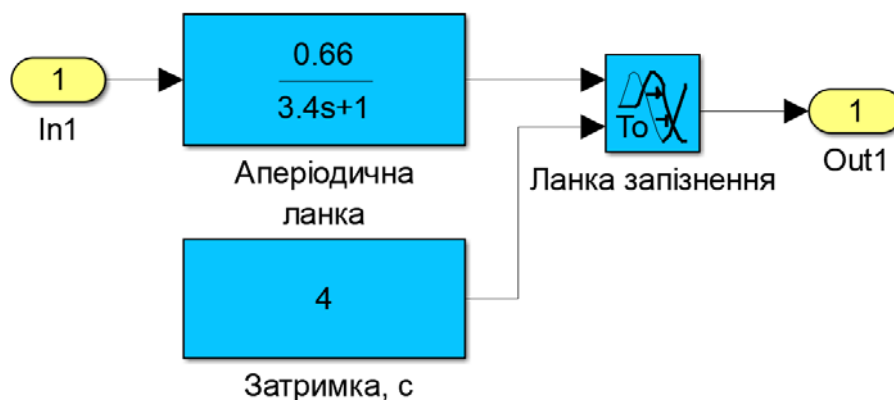 1
In1
0.66
3.4s+1
Аперіодична
ланка
4
Затримка, с
To
Ланка запізнення
1
Out1